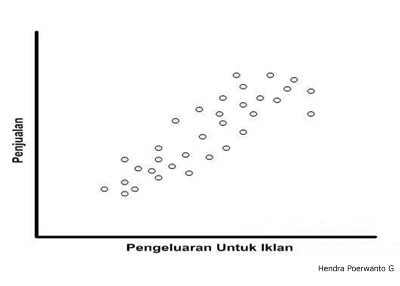 Penjualan
Pengeluaran Untuk Iklan
Hendra Poerwanto G